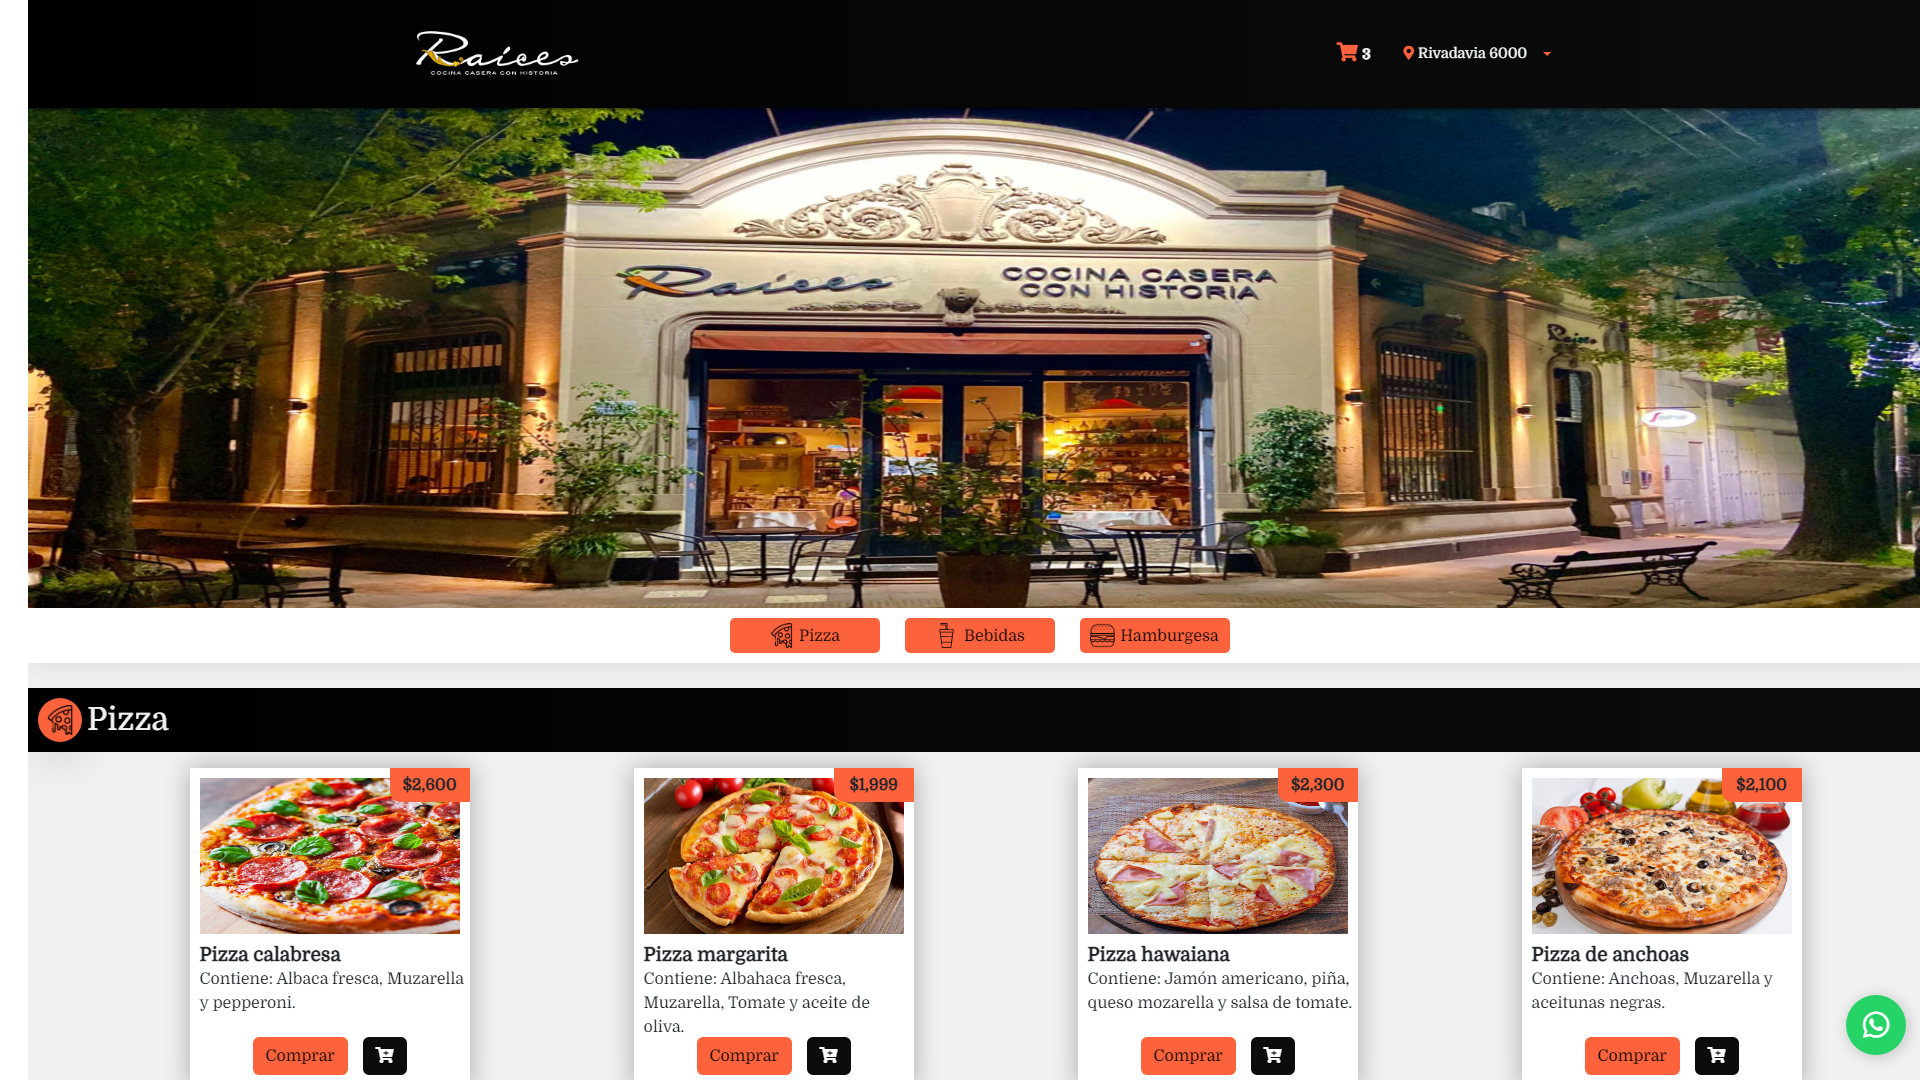 Raíces
COCINA CASERA CON HISTORIA
3
Rivadavia 6000
Raíces
COCINA CASERA
CON HISTORIA
Raíces
Pizza
Bebidas
Hamburgesa
Pizza
$2,600
Pizza calabresa
Contiene: Albaca fresca, Muzarella
y pepperoni.
Comprar
$1,999
Pizza margarita
Contiene: Albahaca fresca,
Muzarella, Tomate y aceite de
oliva.
Comprar
$2,300
Pizza hawaiana
Contiene: Jamón americano, piña,
queso mozarella y salsa de tomate.
Comprar
$2,100
Pizza de anchoas
Contiene: Anchoas, Muzarella y
aceitunas negras.
Comprar